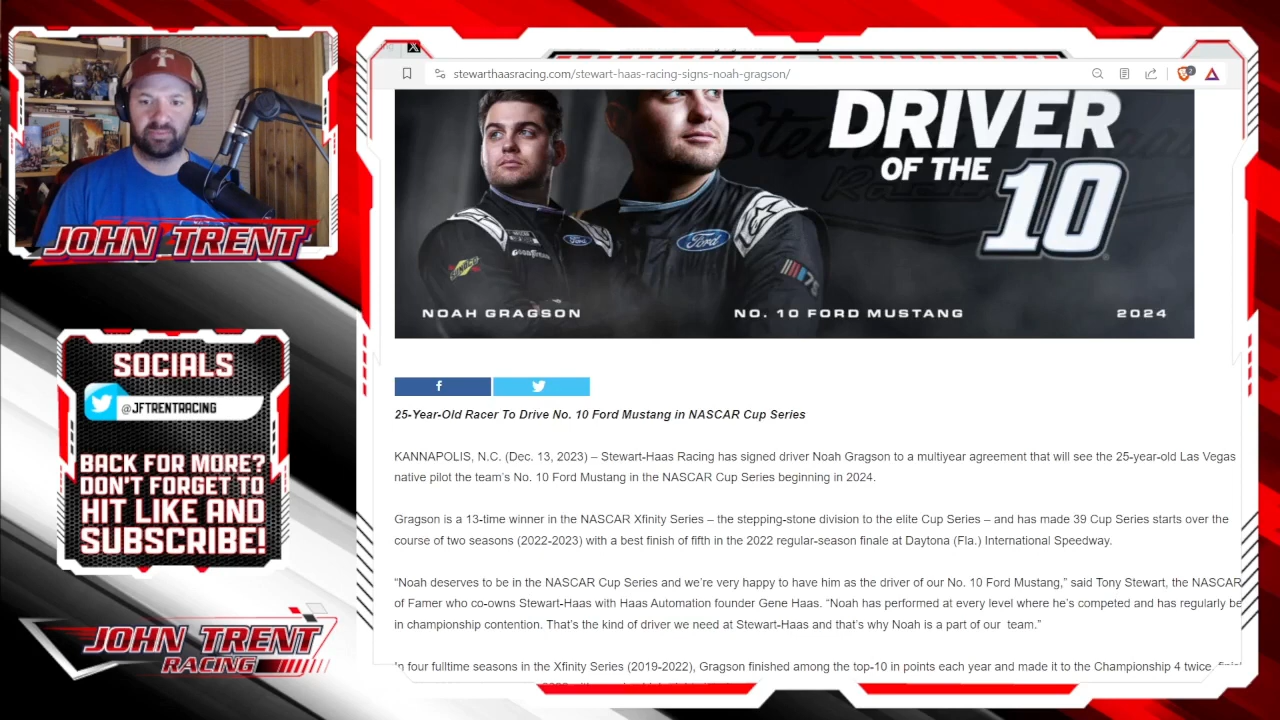 JOHN TRENT
SOCIALS
@JFTRENTRACING
BACK FOR MORE?
DON'T FORGET TO
HIT LIKE AND
SUBSCRIBE!
JOHN TRENT
RACING
stewarthaasracing.com/stewart-haas-racing-signs-noah-gragson/
2
DRIVER
OF THE
10
Ford
Ford
SUNOCO
GOODYEAR
75
NOAH GRAGSON
NO. 10 FORD MUSTANG
2024
25-Year-Old Racer To Drive No. 10 Ford Mustang in NASCAR Cup Series
KANNAPOLIS, N.C. (Dec. 13, 2023) – Stewart-Haas Racing has signed driver Noah Gragson to a multiyear agreement that will see the 25-year-old Las Vegas
native pilot the team's No. 10 Ford Mustang in the NASCAR Cup Series beginning in 2024.
Gragson is a 13-time winner in the NASCAR Xfinity Series – the stepping-stone division to the elite Cup Series – and has made 39 Cup Series starts over the
course of two seasons (2022-2023) with a best finish of fifth in the 2022 regular-season finale at Daytona (Fla.) International Speedway.
“Noah deserves to be in the NASCAR Cup Series and we're very happy to have him as the driver of our No. 10 Ford Mustang,” said Tony Stewart, the NASCAR
of Famer who co-owns Stewart-Haas with Haas Automation founder Gene Haas. “Noah has performed at every level where he's competed and has regularly be
in championship contention. That's the kind of driver we need at Stewart-Haas and that's why Noah is a part of our team.”
In four fulltime seasons in the Xfinity Series (2019-2022), Gragson finished among the top-10 in points each year and made it to the Championship 4 twice,